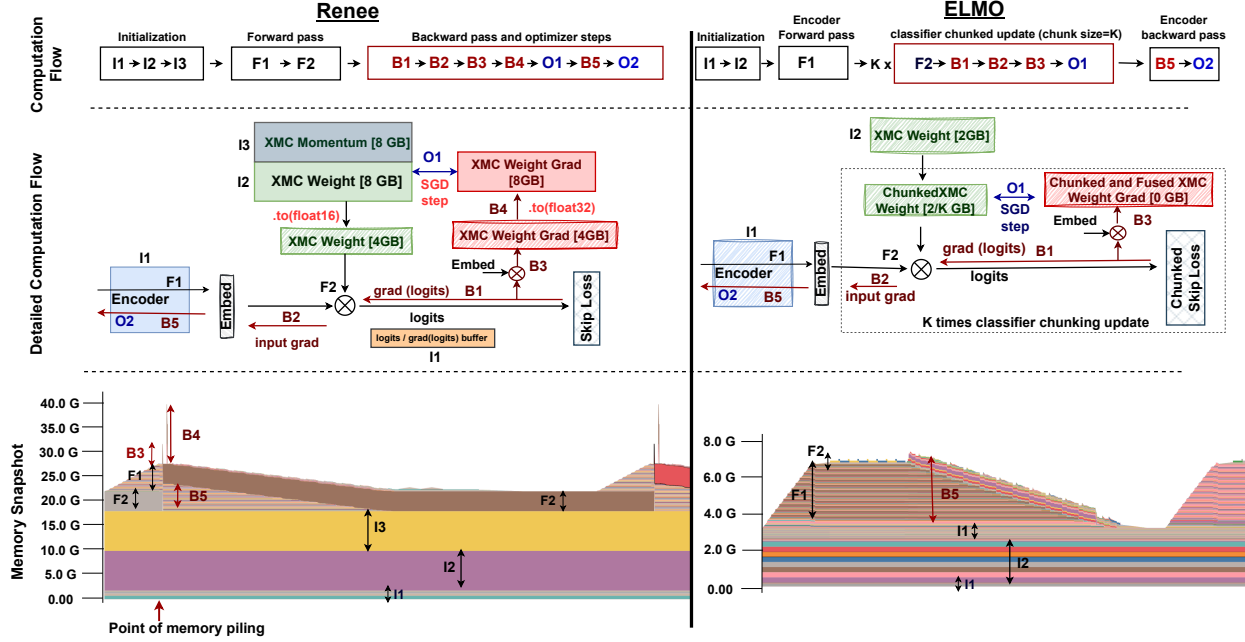 Renee
ELMO
Computation
Flow
Initialization
I1 → I2 → I3
Forward pass
F1 → F2
Backward pass and optimizer steps
B1 → B2 → B3 → B4 → O1 → B5 → O2
Initialization
I1 → I2
Encoder
Forward pass
F1
K x
classifier chunked update (chunk size=K)
F2 → B1 → B2 → B3 → O1
Encoder
backward pass
B5 → O2
Detailed Computation Flow
I3
XMC Momentum [8 GB]
I2
XMC Weight [8 GB]
O1
SGD
step
XMC Weight Grad
[8GB]
.to(float16)
B4
.to(float32)
XMC Weight [4GB]
XMC Weight Grad [4GB]
I1
F1
Encoder
O2
B5
Embed
F2
Embed
B3
grad (logits)
B1
B2
input grad
logits
Skip Loss
logits / grad(logits) buffer
I1
I2
XMC Weight [2GB]
ChunkedXMC
Weight [2/K GB]
O1
SGD
step
Chunked and Fused XMC
Weight Grad [0 GB]
Embed
B3
I1
F1
Encoder
O2
B5
Embed
F2
B2
input grad
grad (logits)
B1
logits
Chunked
Skip Loss
K times classifier chunking update
Memory Snapshot
40.0 G
35.0 G
30.0 G
25.0 G
20.0 G
15.0 G
10.0 G
5.0 G
0.00
B4
B3
F1
F2
B5
F2
I3
I2
I1
Point of memory piling
8.0 G
6.0 G
4.0 G
2.0 G
0.00
F2
F1
B5
I1
I2
I1